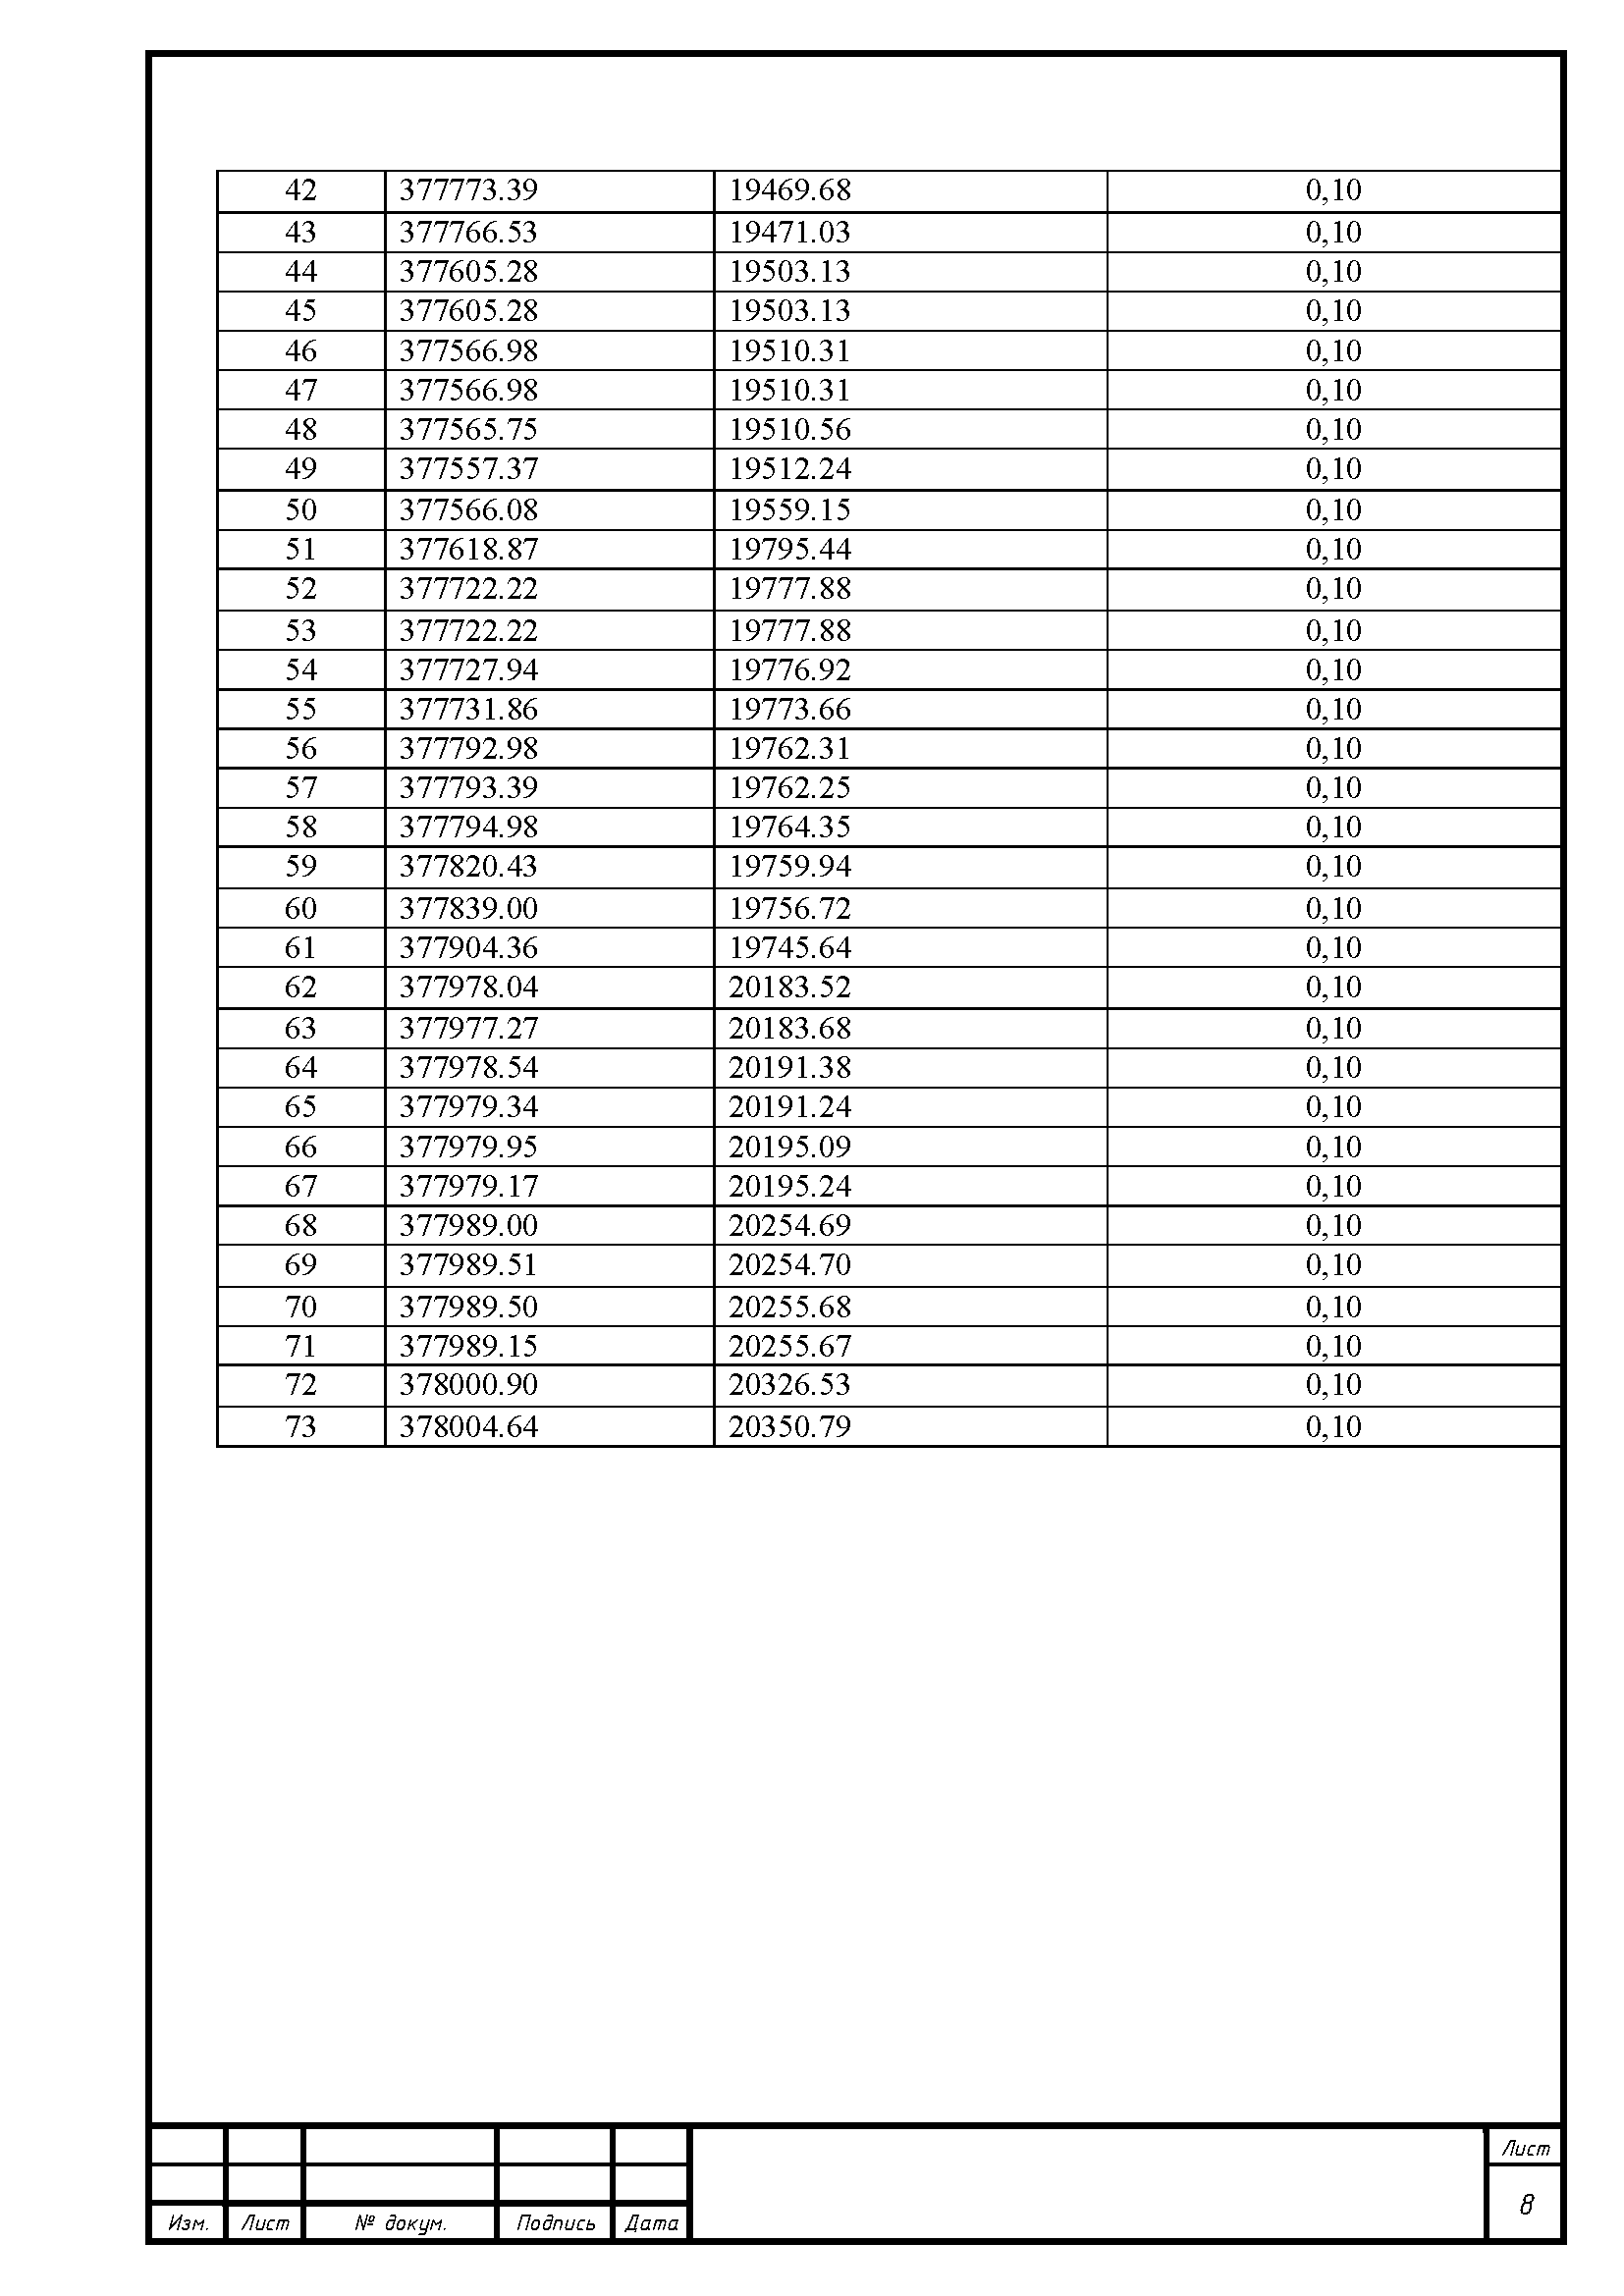 42 377773.39 19469.68 0,10
43 377766.53 19471.03 0,10
44 377605.28 19503.13 0,10
45 377605.28 19503.13 0,10
46 377566.98 19510.31 0,10
47 377566.98 19510.31 0,10
48 377565.75 19510.56 0,10
49 377557.37 19512.24 0,10
50 377566.08 19559.15 0,10
51 377618.87 19795.44 0,10
52 377722.22 19777.88 0,10
53 377722.22 19777.88 0,10
54 377727.94 19776.92 0,10
55 377731.86 19773.66 0,10
56 377792.98 19762.31 0,10
57 377793.39 19762.25 0,10
58 377794.98 19764.35 0,10
59 377820.43 19759.94 0,10
60 377839.00 19756.72 0,10
61 377904.36 19745.64 0,10
62 377978.04 20183.52 0,10
63 377977.27 20183.68 0,10
64 377978.54 20191.38 0,10
65 377979.34 20191.24 0,10
66 377979.95 20195.09 0,10
67 377979.17 20195.24 0,10
68 377989.00 20254.69 0,10
69 377989.51 20254.70 0,10
70 377989.50 20255.68 0,10
71 377989.15 20255.67 0,10
72 378000.90 20326.53 0,10
73 378004.64 20350.79 0,10
Лист
8
Изм. Лист № докум. Подпись Дата